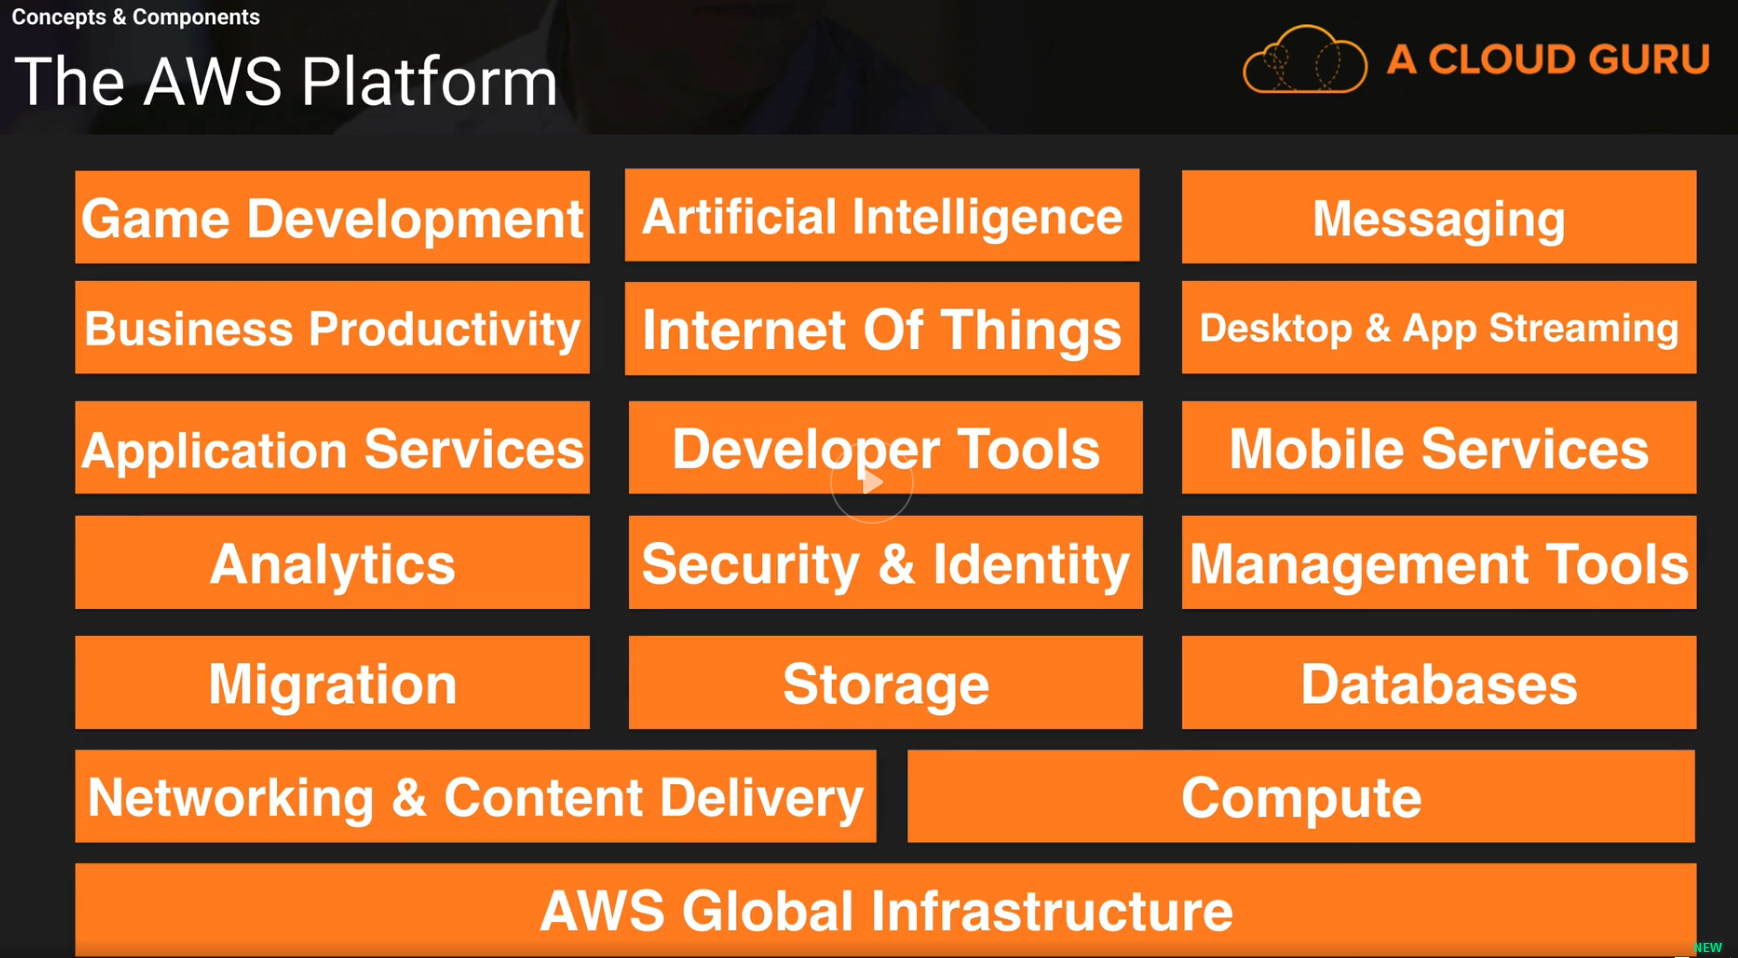 Concepts & Components
The AWS Platform
A CLOUD GURU
Game Development
Artificial Intelligence
Messaging
Business Productivity
Internet Of Things
Desktop & App Streaming
Application Services
Developer Tools
Mobile Services
Analytics
Security & Identity
Management Tools
Migration
Storage
Databases
Networking & Content Delivery
Compute
AWS Global Infrastructure
NEW